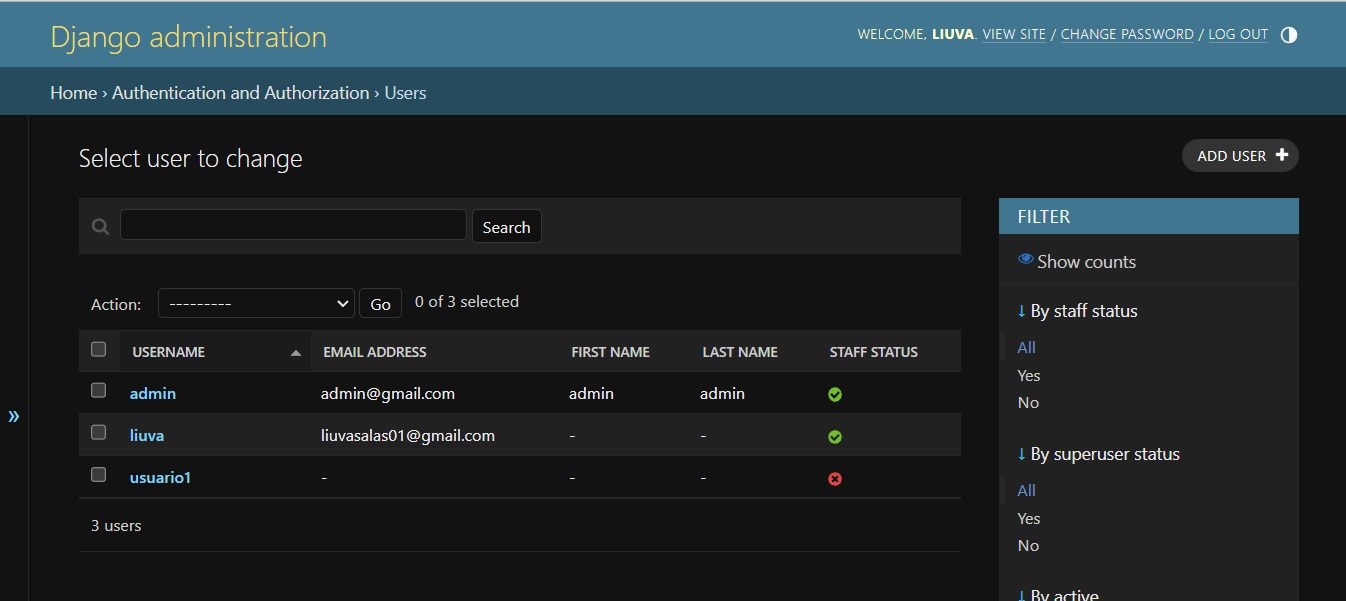 Django administration
WELCOME, LIUVA. VIEW SITE / CHANGE PASSWORD / LOG OUT
Home › Authentication and Authorization › Users
»
Select user to change
ADD USER +
Search
Action: --------- Go 0 of 3 selected
USERNAME EMAIL ADDRESS FIRST NAME LAST NAME STAFF STATUS
admin admin@gmail.com admin admin
liuva liuvasalas01@gmail.com - -
usuario1 - - -
3 users
FILTER
Show counts
↓ By staff status
All
Yes
No
↓ By superuser status
All
Yes
No
↓ By active